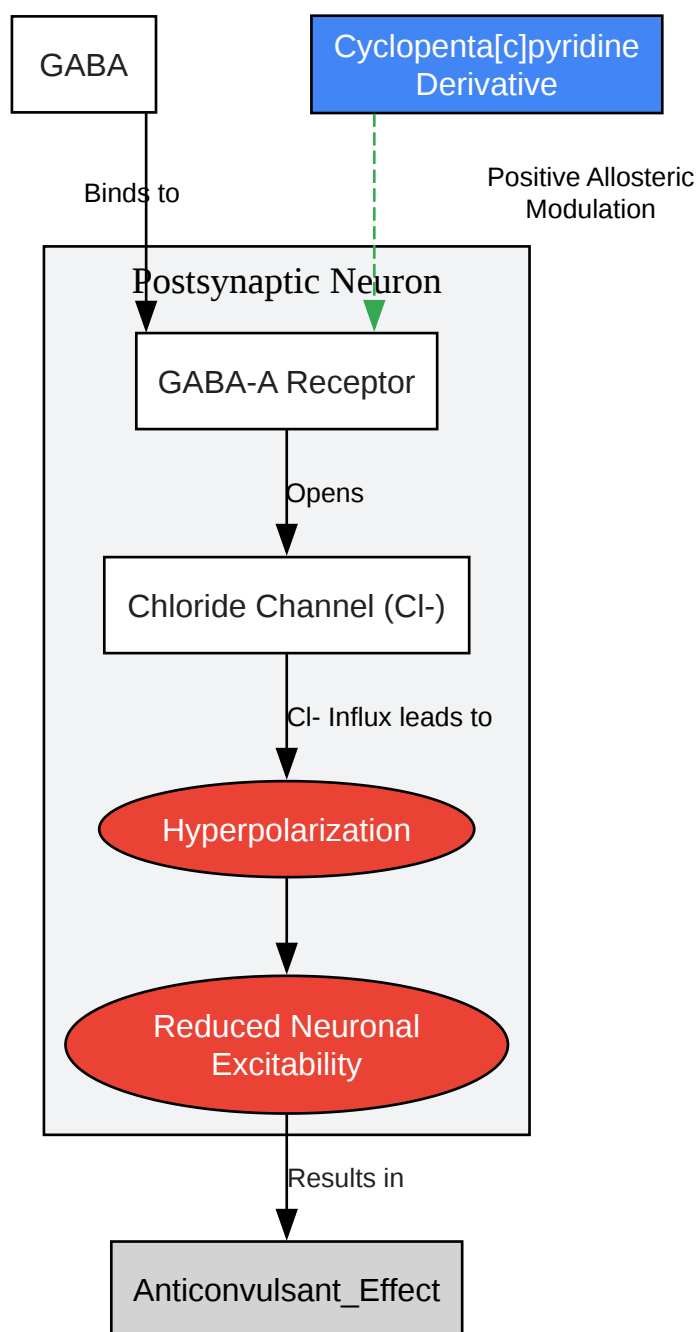 GABA
Cyclopenta[c]pyridine
Derivative
Binds to
Positive Allosteric
Modulation
Postsynaptic Neuron
GABA-A Receptor
Opens
Chloride Channel (Cl-)
Cl- Influx leads to
Hyperpolarization
Reduced Neuronal
Excitability
Results in
Anticonvulsant_Effect